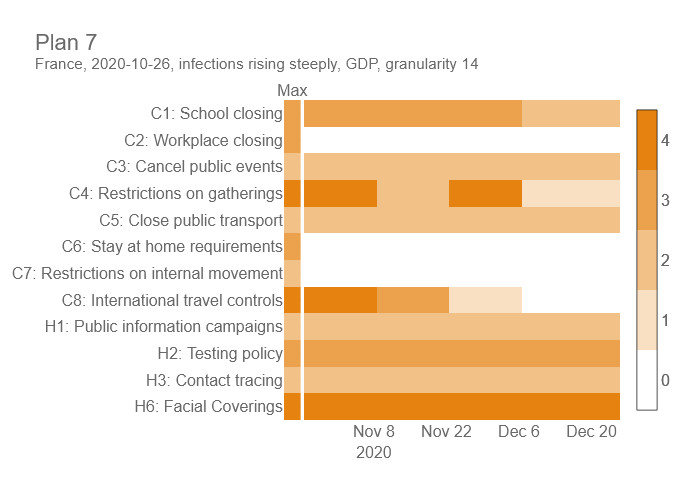 Plan 7
France, 2020-10-26, infections rising steeply, GDP, granularity 14
Max
C1: School closing
C2: Workplace closing
C3: Cancel public events
C4: Restrictions on gatherings
C5: Close public transport
C6: Stay at home requirements
C7: Restrictions on internal movement
C8: International travel controls
H1: Public information campaigns
H2: Testing policy
H3: Contact tracing
H6: Facial Coverings
Nov 8 Nov 22 Dec 6 Dec 20
2020
4
3
2
1
0